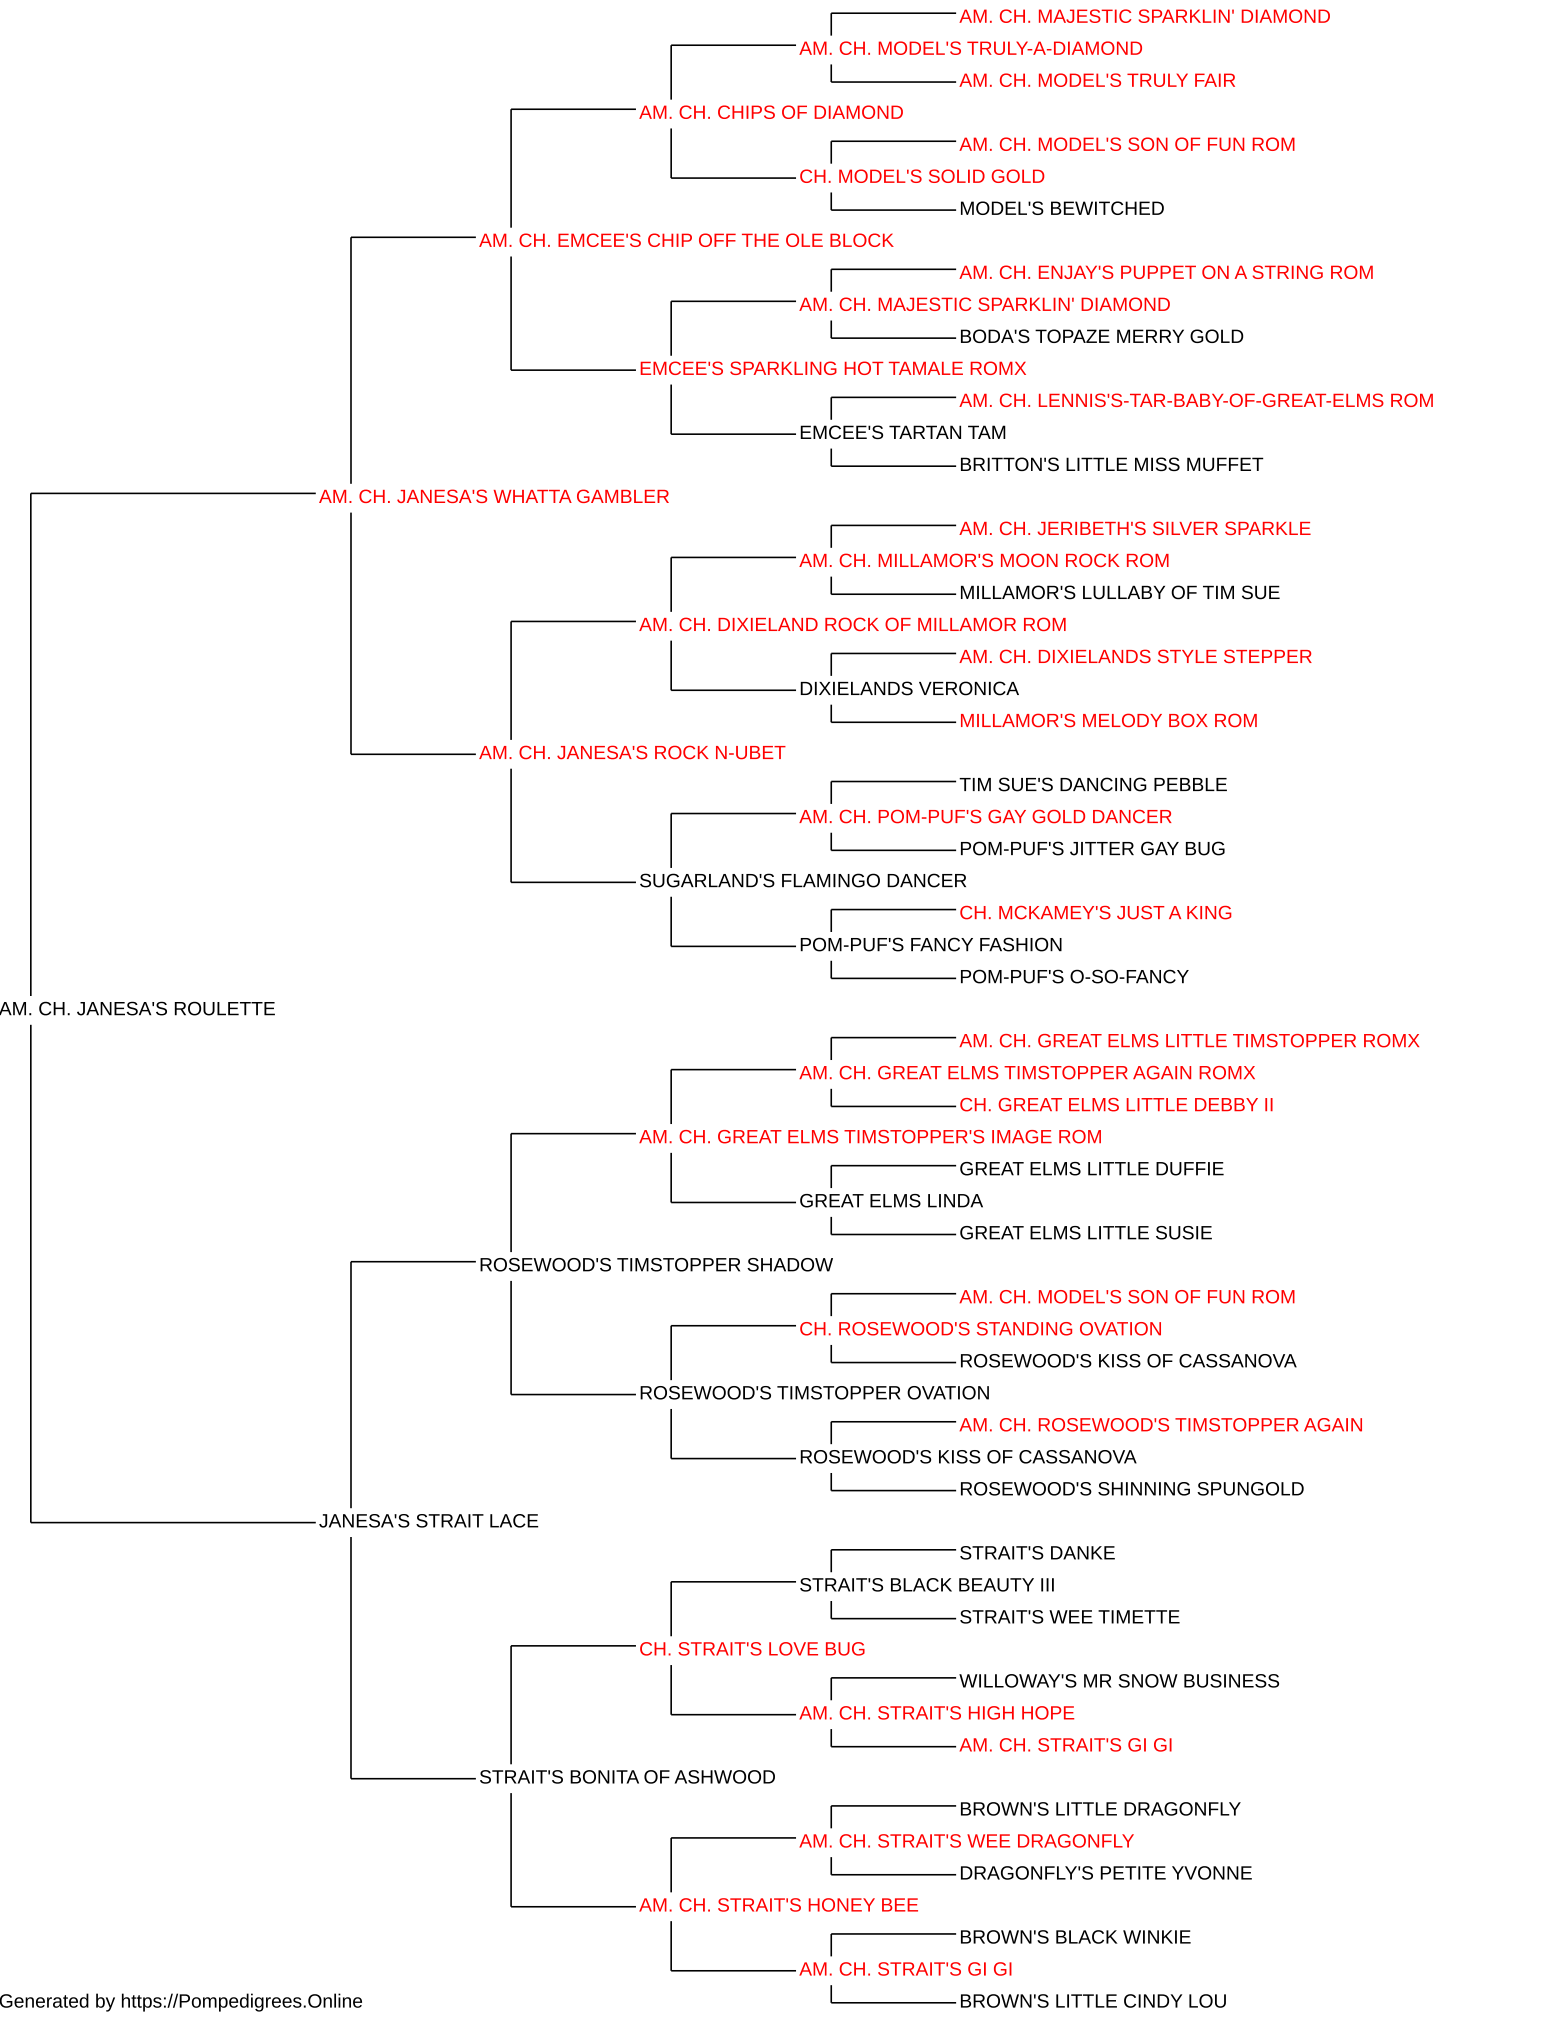 AM. CH. MAJESTIC SPARKLIN' DIAMOND
AM. CH. MODEL'S TRULY-A-DIAMOND
AM. CH. MODEL'S TRULY FAIR
AM. CH. CHIPS OF DIAMOND
AM. CH. MODEL'S SON OF FUN ROM
CH. MODEL'S SOLID GOLD
MODEL'S BEWITCHED
AM. CH. EMCEE'S CHIP OFF THE OLE BLOCK
AM. CH. ENJAY'S PUPPET ON A STRING ROM
AM. CH. MAJESTIC SPARKLIN' DIAMOND
BODA'S TOPAZE MERRY GOLD
EMCEE'S SPARKLING HOT TAMALE ROMX
AM. CH. LENNIS'S-TAR-BABY-OF-GREAT-ELMS ROM
EMCEE'S TARTAN TAM
BRITTON'S LITTLE MISS MUFFET
AM. CH. JANESA'S WHATTA GAMBLER
AM. CH. JERIBETH'S SILVER SPARKLE
AM. CH. MILLAMOR'S MOON ROCK ROM
MILLAMOR'S LULLABY OF TIM SUE
AM. CH. DIXIELAND ROCK OF MILLAMOR ROM
AM. CH. DIXIELANDS STYLE STEPPER
DIXIELANDS VERONICA
MILLAMOR'S MELODY BOX ROM
AM. CH. JANESA'S ROCK N-UBET
TIM SUE'S DANCING PEBBLE
AM. CH. POM-PUF'S GAY GOLD DANCER
POM-PUF'S JITTER GAY BUG
SUGARLAND'S FLAMINGO DANCER
CH. MCKAMEY'S JUST A KING
POM-PUF'S FANCY FASHION
POM-PUF'S O-SO-FANCY
AM. CH. JANESA'S ROULETTE
AM. CH. GREAT ELMS LITTLE TIMSTOPPER ROMX
AM. CH. GREAT ELMS TIMSTOPPER AGAIN ROMX
CH. GREAT ELMS LITTLE DEBBY II
AM. CH. GREAT ELMS TIMSTOPPER'S IMAGE ROM
GREAT ELMS LITTLE DUFFIE
GREAT ELMS LINDA
GREAT ELMS LITTLE SUSIE
ROSEWOOD'S TIMSTOPPER SHADOW
AM. CH. MODEL'S SON OF FUN ROM
CH. ROSEWOOD'S STANDING OVATION
ROSEWOOD'S KISS OF CASSANOVA
ROSEWOOD'S TIMSTOPPER OVATION
AM. CH. ROSEWOOD'S TIMSTOPPER AGAIN
ROSEWOOD'S KISS OF CASSANOVA
ROSEWOOD'S SHINNING SPUNGOLD
JANESA'S STRAIT LACE
STRAIT'S DANKE
STRAIT'S BLACK BEAUTY III
STRAIT'S WEE TIMETTE
CH. STRAIT'S LOVE BUG
WILLOWAY'S MR SNOW BUSINESS
AM. CH. STRAIT'S HIGH HOPE
AM. CH. STRAIT'S GI GI
STRAIT'S BONITA OF ASHWOOD
BROWN'S LITTLE DRAGONFLY
AM. CH. STRAIT'S WEE DRAGONFLY
DRAGONFLY'S PETITE YVONNE
AM. CH. STRAIT'S HONEY BEE
BROWN'S BLACK WINKIE
AM. CH. STRAIT'S GI GI
BROWN'S LITTLE CINDY LOU
Generated by https://Pompedigrees.Online